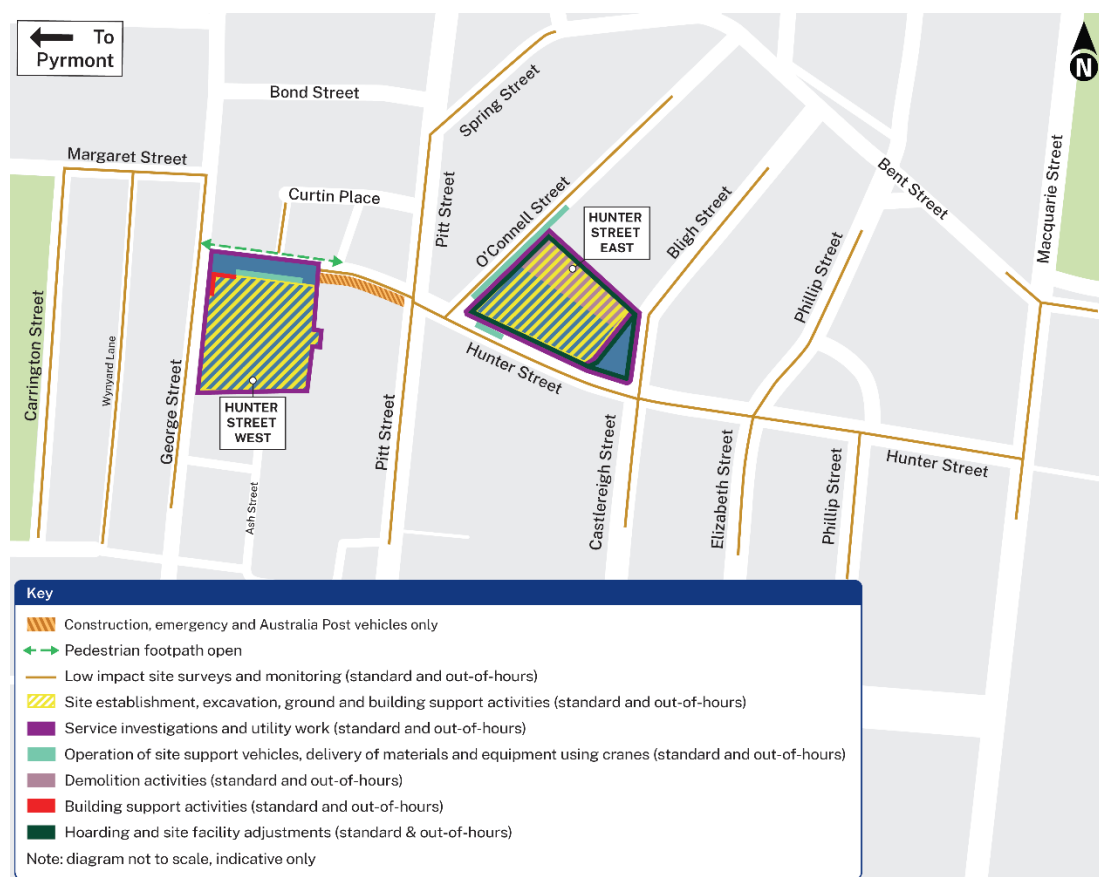 To
Pyrmont
N
Bond Street
Spring Street
Margaret Street
Curtin Place
Pitt Street
O'Connell Street
HUNTER
STREET
EAST
Bligh Street
Bent Street
Macquarie Street
Phillip Street
Carrington Street
Wynyard Lane
George Street
HUNTER
STREET
WEST
Hunter Street
Pitt Street
Ash Street
Castlereigh Street
Elizabeth Street
Phillip Street
Hunter Street
Key
Construction, emergency and Australia Post vehicles only
Pedestrian footpath open
Low impact site surveys and monitoring (standard and out-of-hours)
Site establishment, excavation, ground and building support activities (standard and out-of-hours)
Service investigations and utility work (standard and out-of-hours)
Operation of site support vehicles, delivery of materials and equipment using cranes (standard and out-of-hours)
Demolition activities (standard and out-of-hours)
Building support activities (standard and out-of-hours)
Hoarding and site facility adjustments (standard & out-of-hours)
Note: diagram not to scale, indicative only